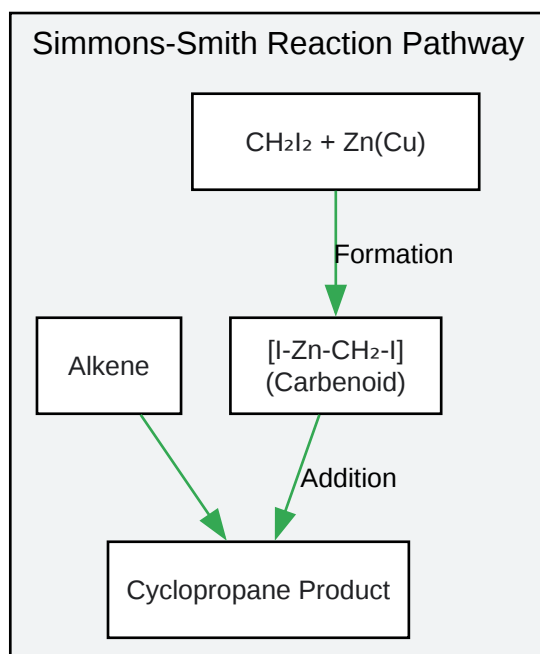 Simmons-Smith Reaction Pathway
CH₂I₂ + Zn(Cu)
Formation
Alkene
[I-Zn-CH₂-I]
(Carbenoid)
Addition
Cyclopropane Product